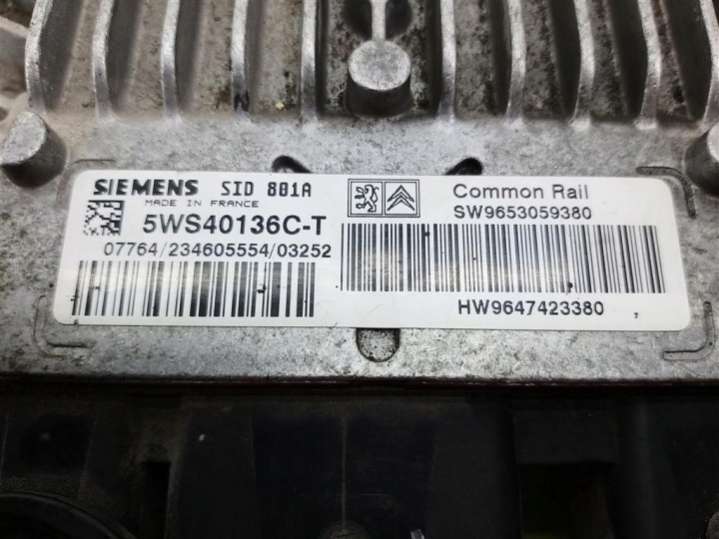 SIEMENS SID 801A
MADE IN FRANCE
5WS40136C-T
07764/234605554/03252
Common Rail
SW9653059380
HW9647423380